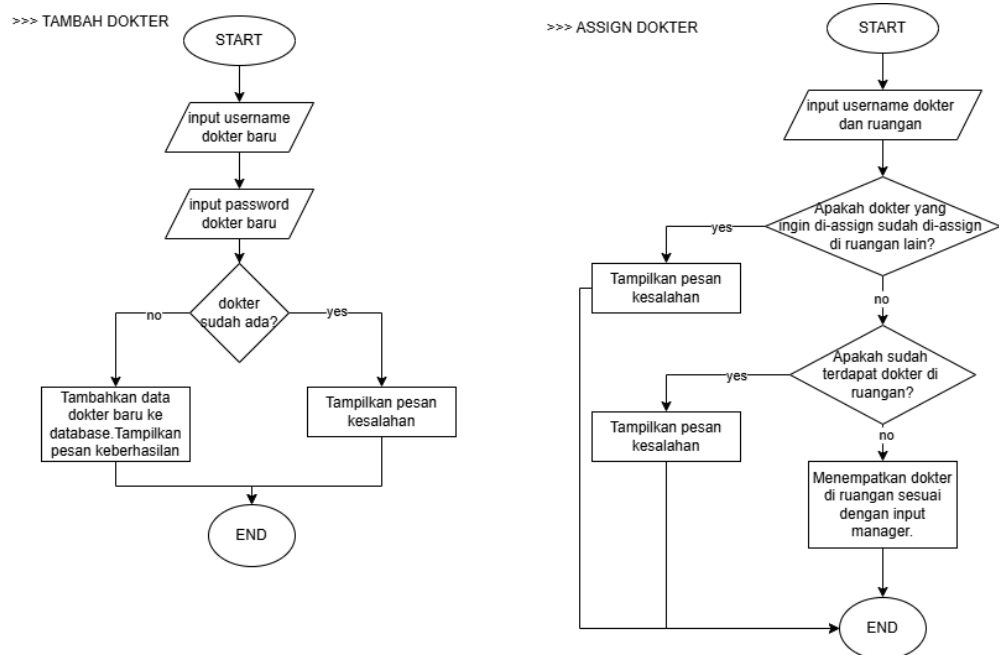 >>> TAMBAH DOKTER
START
input username
dokter baru
input password
dokter baru
dokter
sudah ada?
no
yes
Tambahkan data
dokter baru ke
database.Tampilkan
pesan keberhasilan
Tampilkan pesan
kesalahan
END
>>> ASSIGN DOKTER
START
input username dokter
dan ruangan
Apakah dokter yang
ingin di-assign sudah di-assign
di ruangan lain?
yes
Tampilkan pesan
kesalahan
no
Apakah sudah
terdapat dokter di
ruangan?
yes
Tampilkan pesan
kesalahan
no
Menempatkan dokter
di ruangan sesuai
dengan input
manager.
END